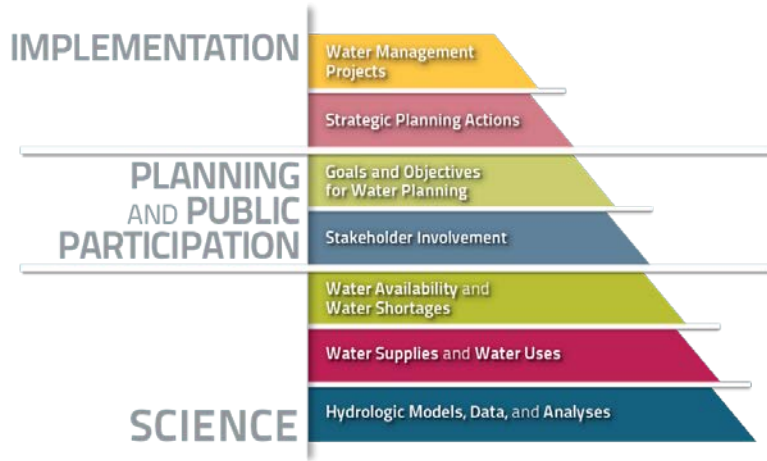 IMPLEMENTATION
Water Management
Projects
Strategic Planning Actions
PLANNING
AND PUBLIC
PARTICIPATION
Goals and Objectives
for Water Planning
Stakeholder Involvement
Water Availability and
Water Shortages
Water Supplies and Water Uses
SCIENCE
Hydrologic Models, Data, and Analyses